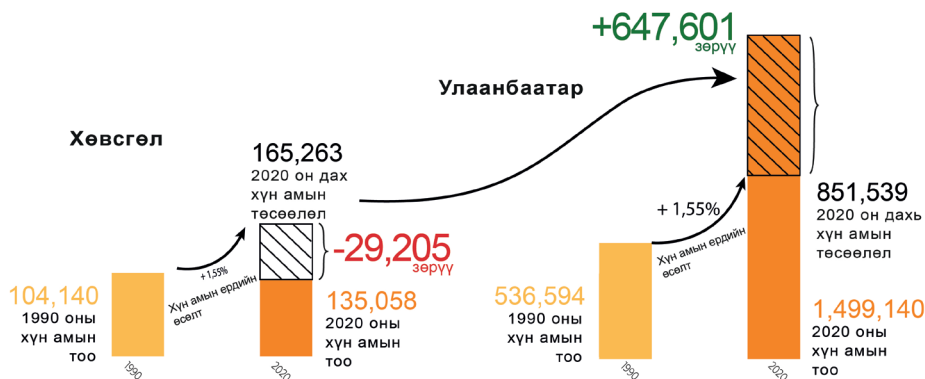 Хөвсгөл
104,140
1990 оны
хүн амын
тоо
1990
+ 1,55%
Хүн амын ердийн
өсөлт
165,263
2020 он дах
хүн амын
төсөөлөл
-29,205
зөрүү
135,058
2020 оны
хүн амын
тоо
2020
Улаанбаатар
536,594
1990 оны
хүн амын
тоо
1990
+ 1,55%
Хүн амын ердийн
өсөлт
+647,601
зөрүү
851,539
2020 он дахь
хүн амын
төсөөлөл
1,499,140
2020 оны
хүн амын
тоо
2020